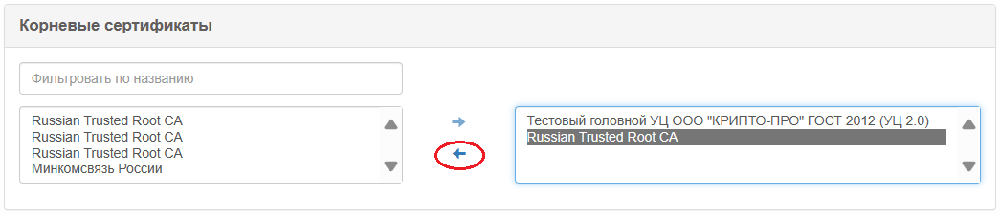 Корневые сертификаты
Фильтровать по названию
Russian Trusted Root CA
Russian Trusted Root CA
Russian Trusted Root CA
Минкомсвязь России
Тестовый головной УЦ ООО "КРИПТО-ПРО" ГОСТ 2012 (УЦ 2.0)
Russian Trusted Root CA